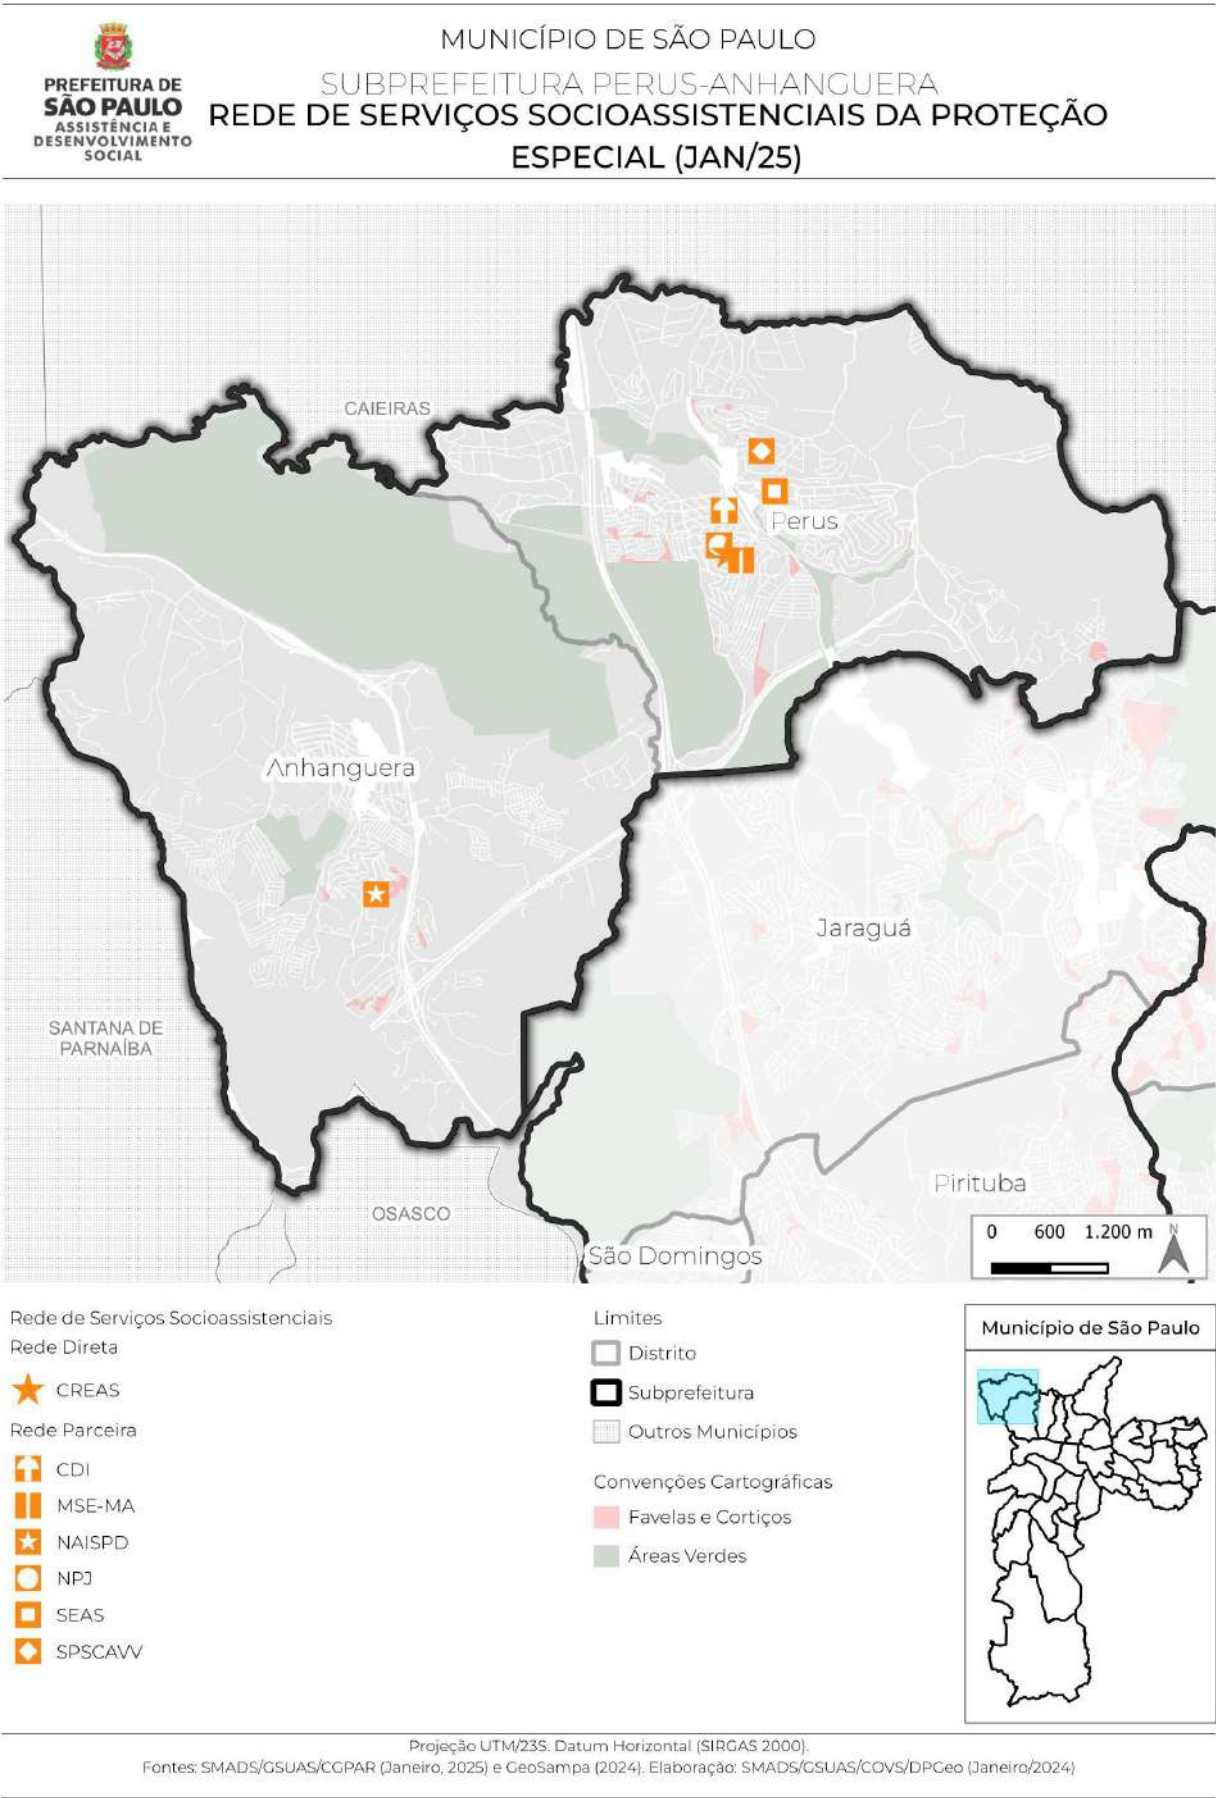 PREFEITURA DE
SÃO PAULO
ASSISTÊNCIA E
DESENVOLVIMENTO
SOCIAL
MUNICÍPIO DE SÃO PAULO
SUBPREFEITURA PERUS-ANHANGUERA
REDE DE SERVIÇOS SOCIOASSISTENCIAIS DA PROTEÇÃO
ESPECIAL (JAN/25)
CAIEIRAS
Perus
Anhanguera
Jaraguá
SANTANA DE
PARNAÍBA
Pirituba
OSASCO
São Domingos
0 600 1.200 m
N
Rede de Serviços Socioassistenciais
Rede Direta
CREAS
Rede Parceira
CDI
MSE-MA
NAISPD
NPJ
SEAS
SPSCAVV
Limites
Distrito
Subprefeitura
Outros Municípios
Convenções Cartográficas
Favelas e Cortiços
Áreas Verdes
Município de São Paulo
Projeção UTM/23S. Datum Horizontal (SIRGAS 2000).
Fontes: SMADS/GSUAS/CGPAR (Janeiro, 2025) e GeoSampa (2024). Elaboração: SMADS/GSUAS/COVS/DPGeo (Janeiro/2024)